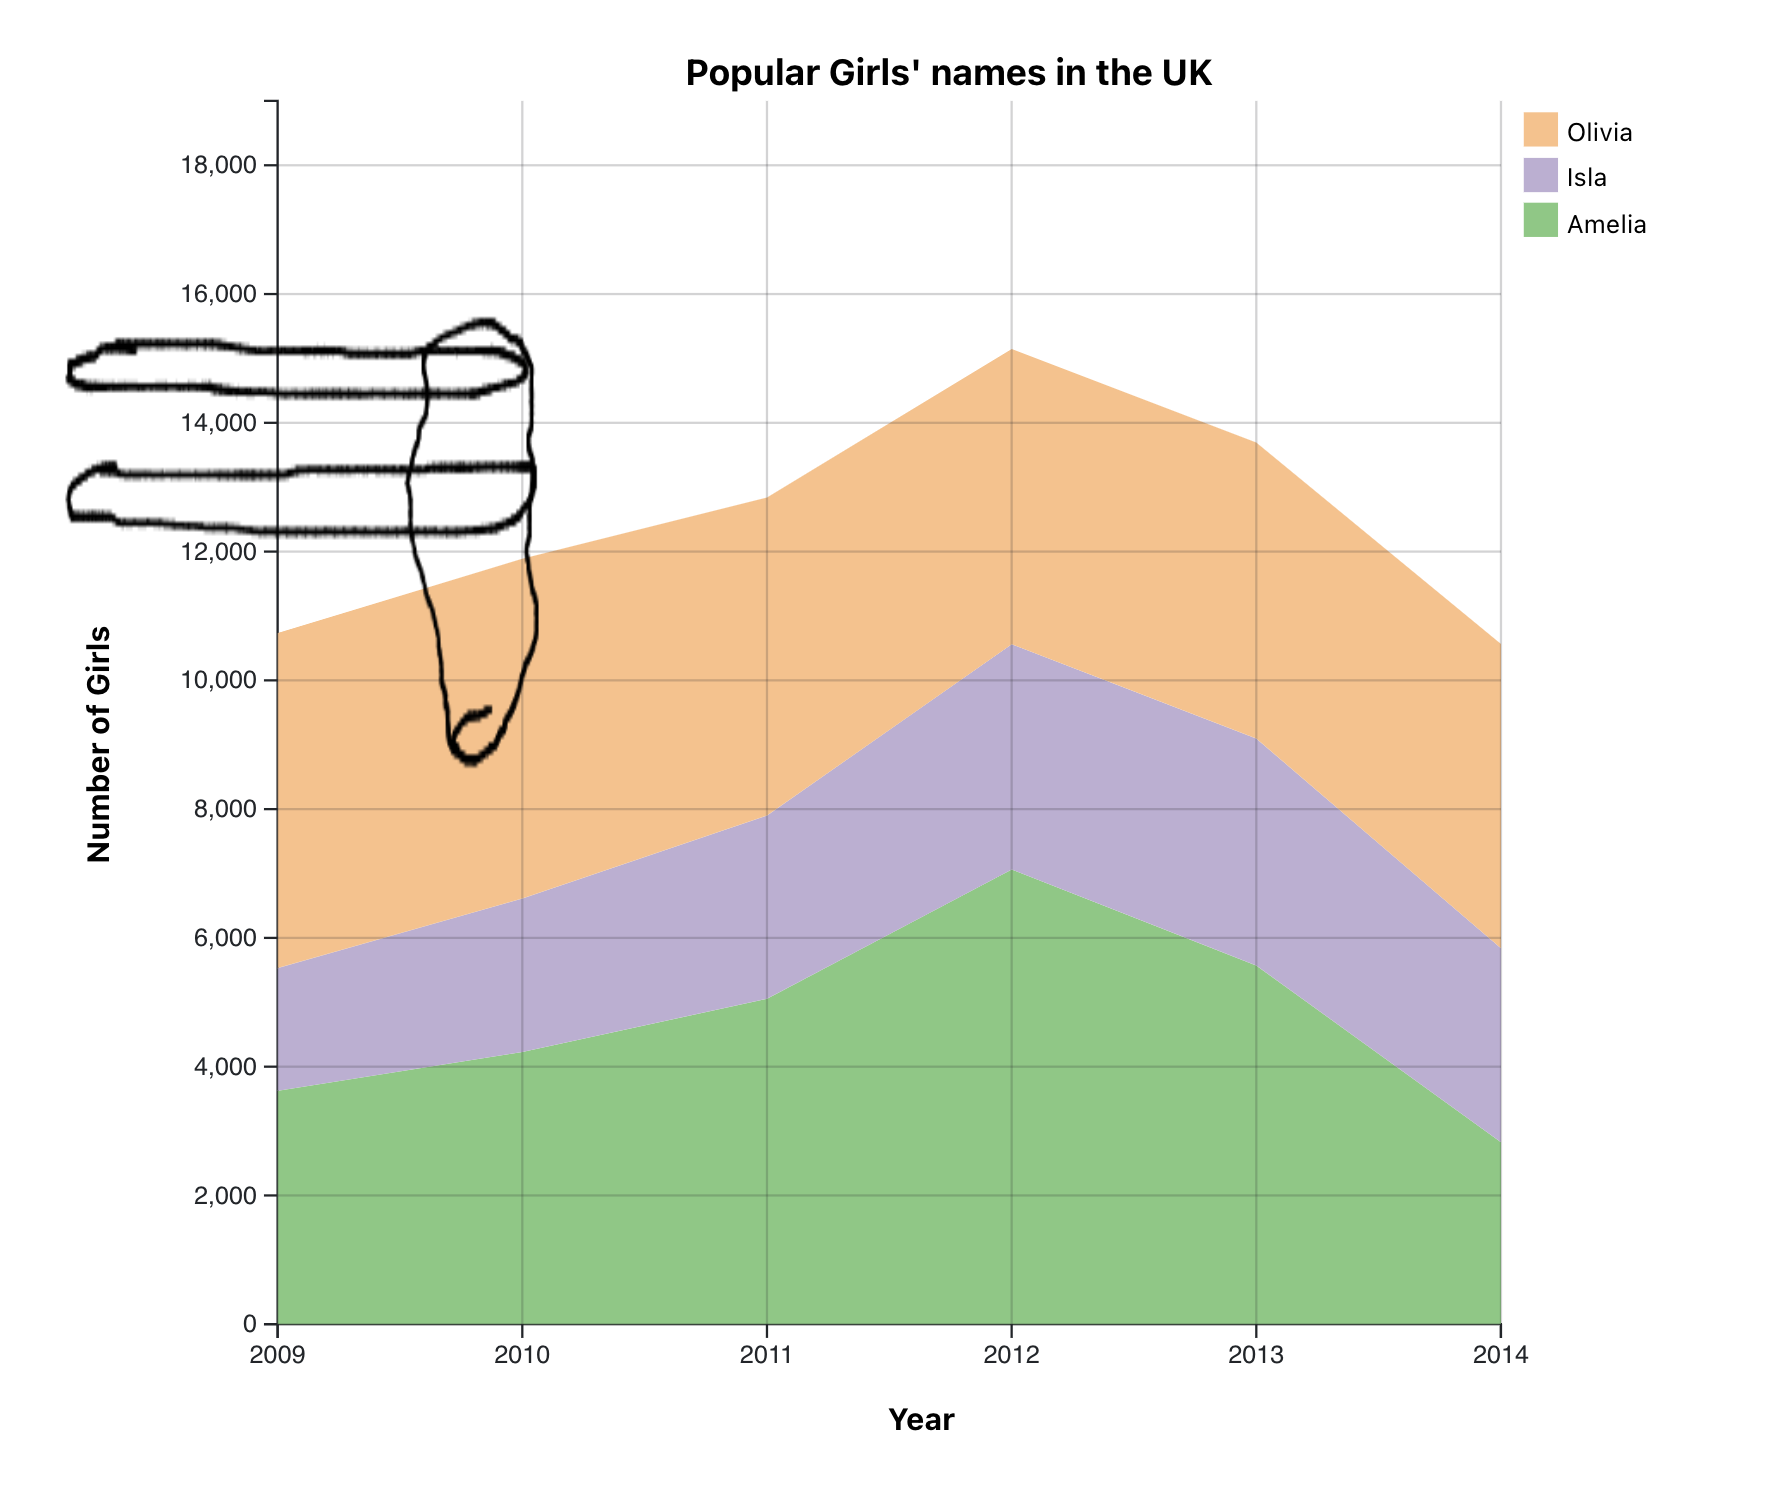 Popular Girls' names in the UK
Olivia
Isla
Amelia
18,000
16,000
14,000
12,000
10,000
8,000
6,000
4,000
2,000
0
Number of Girls
2009 2010 2011 2012 2013 2014
Year